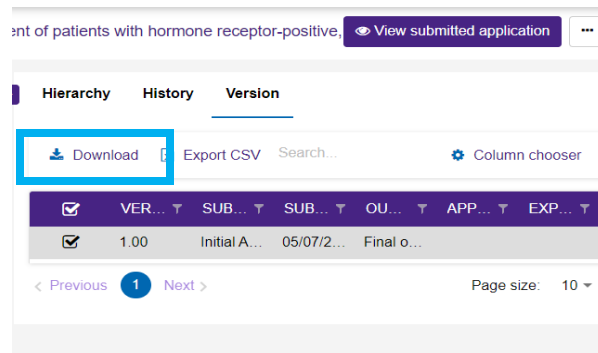 ent of patients with hormone receptor-positive, View submitted application ...
Hierarchy History Version
Download Export CSV Search... Column chooser
VER... SUB... SUB... OU... APP... EXP...
1.00 Initial A... 05/07/2... Final o...
< Previous 1 Next > Page size: 10